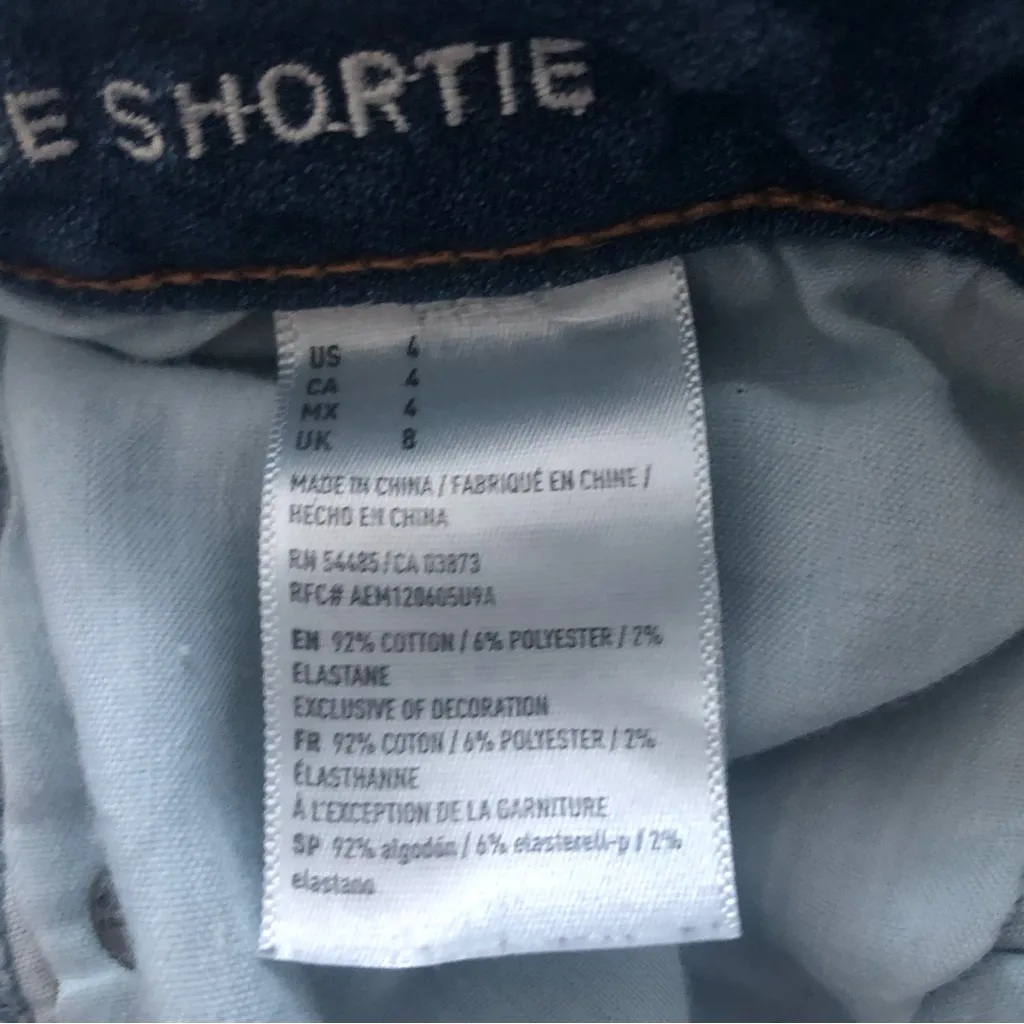 E SHORTIE
US 4
CA 4
MX 4
UK 8
MADE IN CHINA / FABRIQUÉ EN CHINE /
HECHO EN CHINA
RN 54485 / CA 03873
RFC# AEM120605U9A
EN 92% COTTON / 6% POLYESTER / 2%
ELASTANE
EXCLUSIVE OF DECORATION
FR 92% COTON / 6% POLYESTER / 2%
ÉLASTHANNE
À L'EXCEPTION DE LA GARNITURE
SP 92% algodón / 6% elasterell-p / 2%
elastano